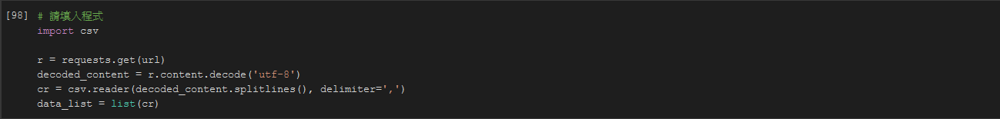 [98] # 請填入程式
import csv
r = requests.get(url)
decoded_content = r.content.decode('utf-8')
cr = csv.reader(decoded_content.splitlines(), delimiter=',')
data_list = list(cr)